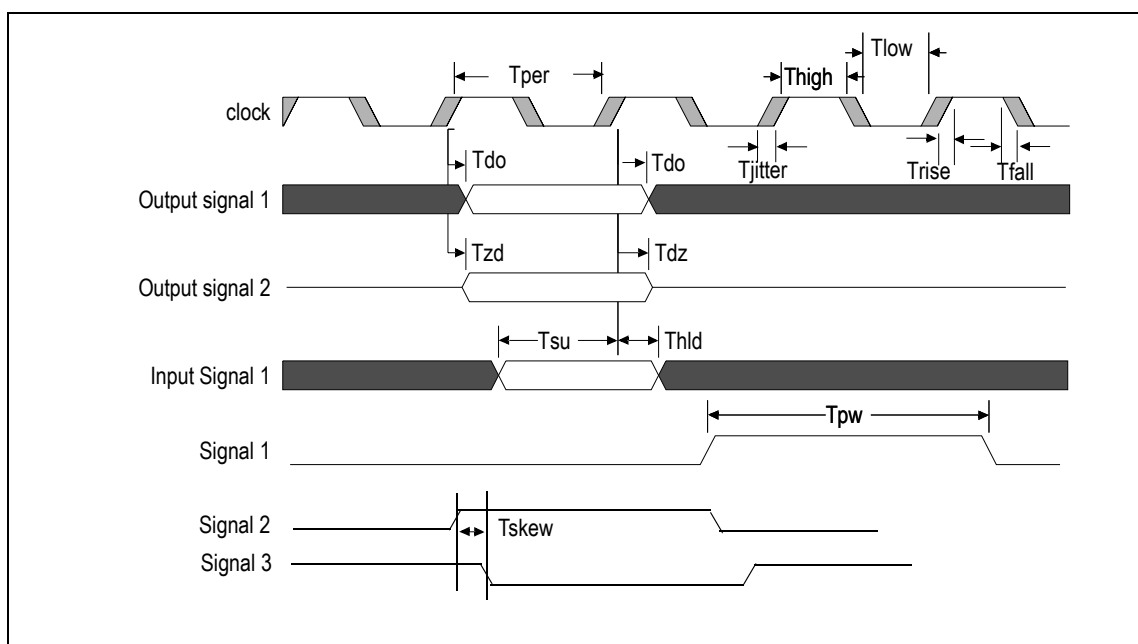 Tlow
Tper
Thigh
clock
Tdo
Tdo
Tjitter
Trise
Tfall
Output signal 1
Tzd
Tdz
Output signal 2
Tsu
Thld
Input Signal 1
Tpw
Signal 1
Signal 2
Tskew
Signal 3